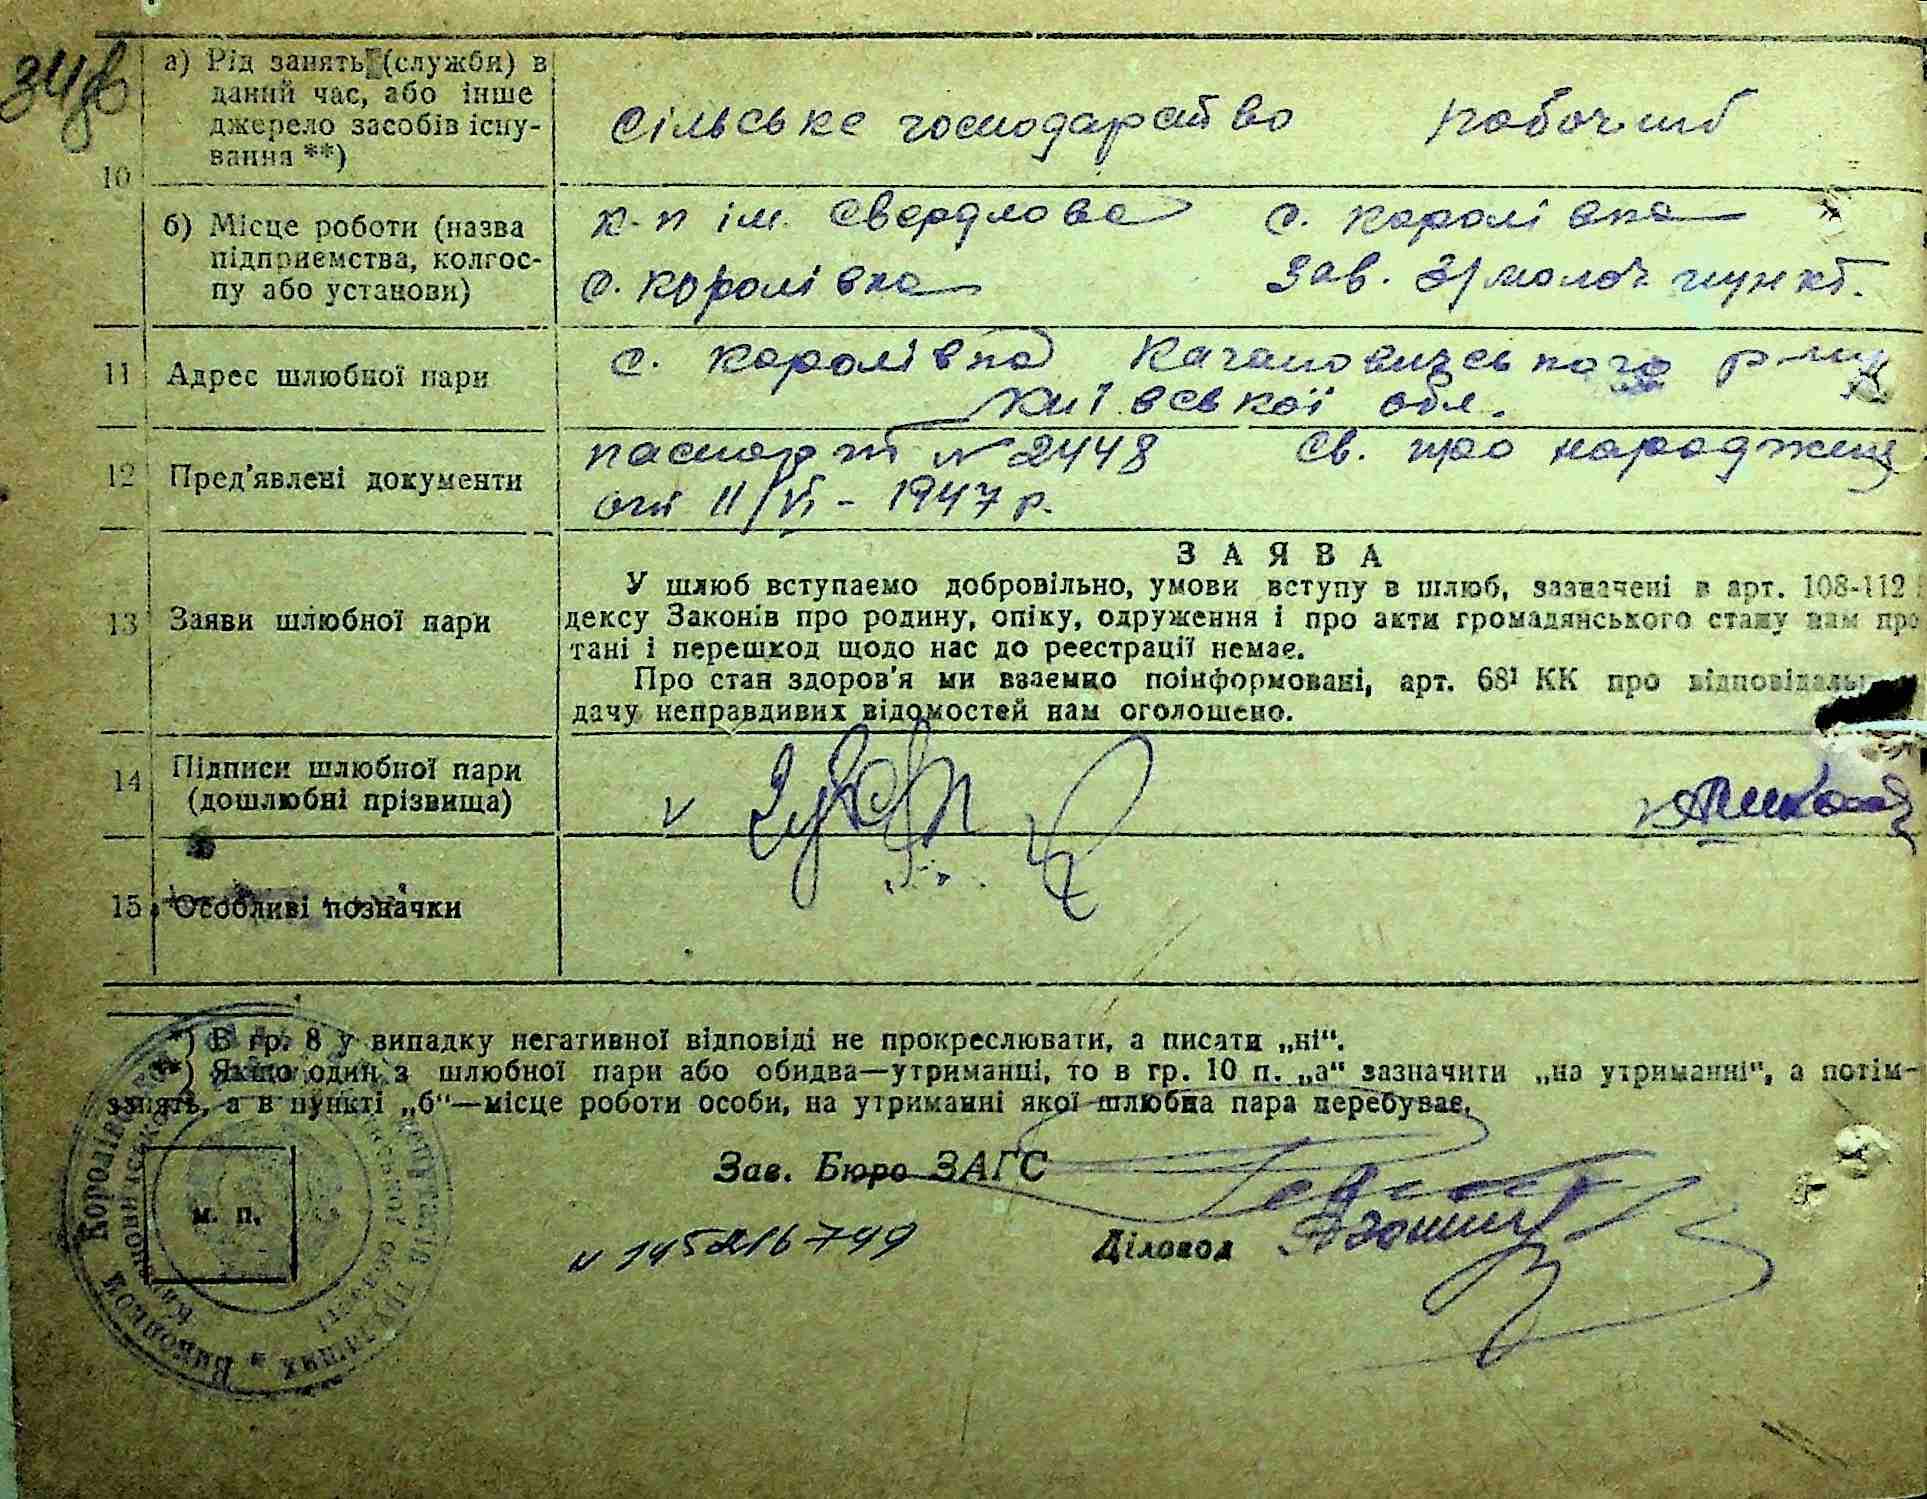 10
а) Рід занять (служби) в
даний час, або інше
джерело засобів існу-
вання **)
Сільське господарство робочий
б) Місце роботи (назва
підприємства, колгос-
пу або установи)
к-п ім. Свердлова с. Королівка
с. Королівка Зав. З/молоч пункт.
11 Адрес шлюбної пари
с. Королівка Кагановицського р-ну
Київської обл.
12 Пред'явлені документи
паспорт № 2448 Св. про народжен
від 11/VI - 1947 р.
13 Заяви шлюбної пари
ЗАЯВА
У шлюб вступаємо добровільно, умови вступу в шлюб, зазначені в арт. 108-112
дексу Законів про родину, опіку, одруження і про акти громадянського стану нам про
тані і перешкод щодо нас до реєстрації немає.
Про стан здоров'я ми взаємно поінформовані, арт. 68¹ КК про відповідаль
дачу неправдивих відомостей нам оголошено.
14 Підписи шлюбної пари
(дошлюбні прізвища)
15 Особливі позначки
*) В гр. 8 у випадку негативної відповіді не прокреслювати, а писати „ні“.
**) Якщо один з шлюбної пари або обидва—утриманці, то в гр. 10 п. „а“ зазначити „на утриманні“, а потім-
занять, а в пункті „б“—місце роботи особи, на утриманні якої шлюбна пара перебуває.
Зав. Бюро ЗАГС
м. п.
Діловод